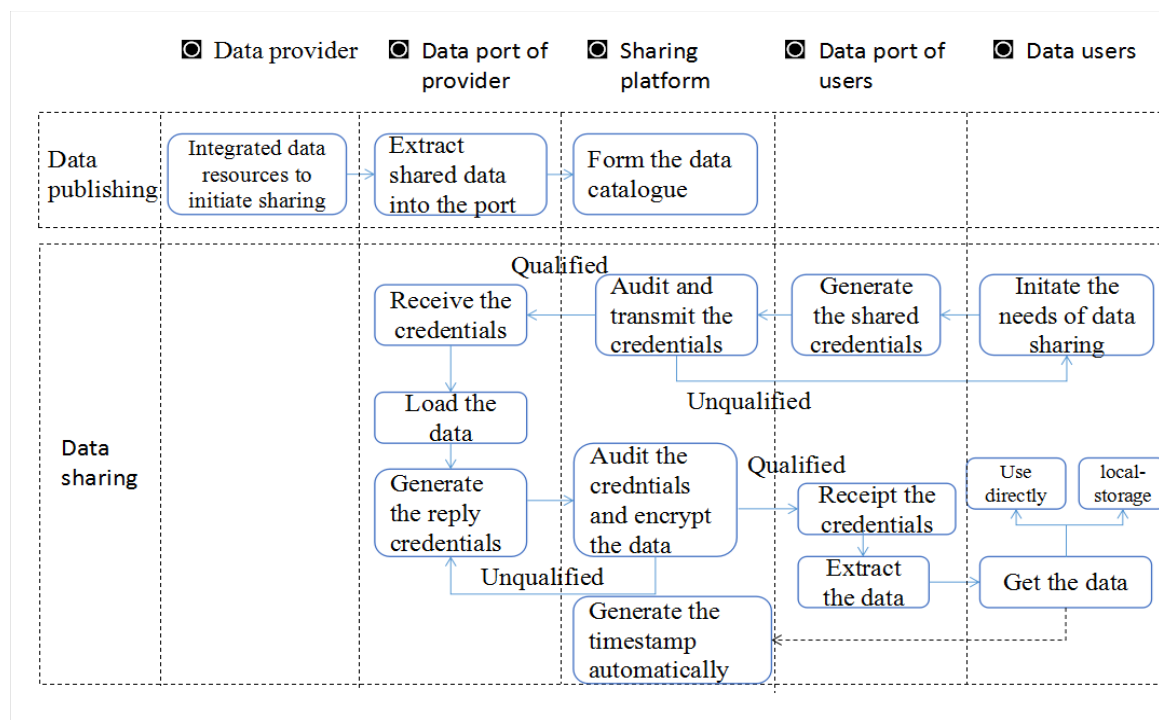 Data provider
Data port of
provider
Sharing
platform
Data port of
users
Data users
Data
publishing
Integrated data
resources to
initiate sharing
Extract
shared data
into the port
Form the data
catalogue
Data
sharing
Qualified
Receive the
credentials
Audit and
transmit the
credentials
Generate
the shared
credentials
Initate the
needs of data
sharing
Unqualified
Load the
data
Generate
the reply
credentials
Audit the
credntials
and encrypt
the data
Qualified
Receipt the
credentials
Use
directly
local-
storage
Unqualified
Extract
the data
Get the data
Generate the
timestamp
automatically